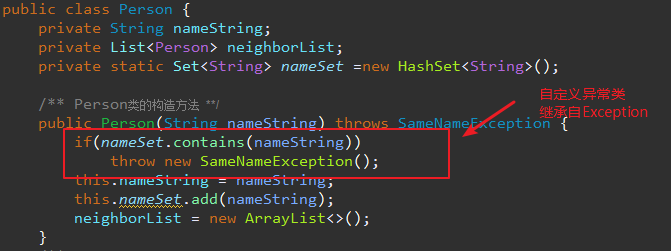 public class Person {
private String nameString;
private List<Person> neighborList;
private static Set<String> nameSet =new HashSet<String>();
/** Person类的构造方法 **/
public Person(String nameString) throws SameNameException {
if(nameSet.contains(nameString))
throw new SameNameException();
this.nameString = nameString;
this.nameSet.add(nameString);
neighborList = new ArrayList<>();
}
自定义异常类
继承自Exception